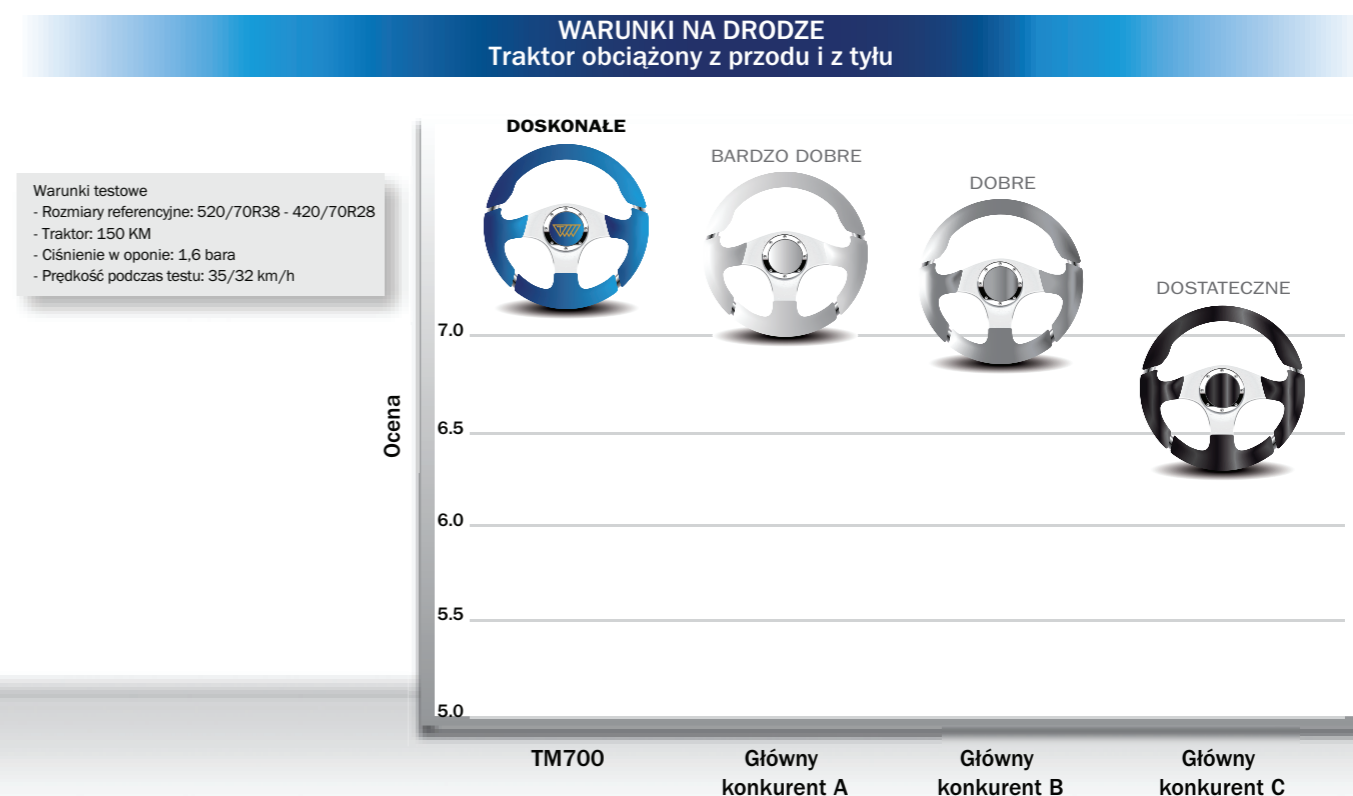 WARUNKI NA DRODZE
Traktor obciążony z przodu i z tyłu
Warunki testowe
- Rozmiary referencyjne: 520/70R38 - 420/70R28
- Traktor: 150 KM
- Ciśnienie w oponie: 1,6 bara
- Prędkość podczas testu: 35/32 km/h
DOSKONAŁE
BARDZO DOBRE
DOBRE
DOSTATECZNE
Ocena
7.0
6.5
6.0
5.5
5.0
TM700
Główny
konkurent A
Główny
konkurent B
Główny
konkurent C